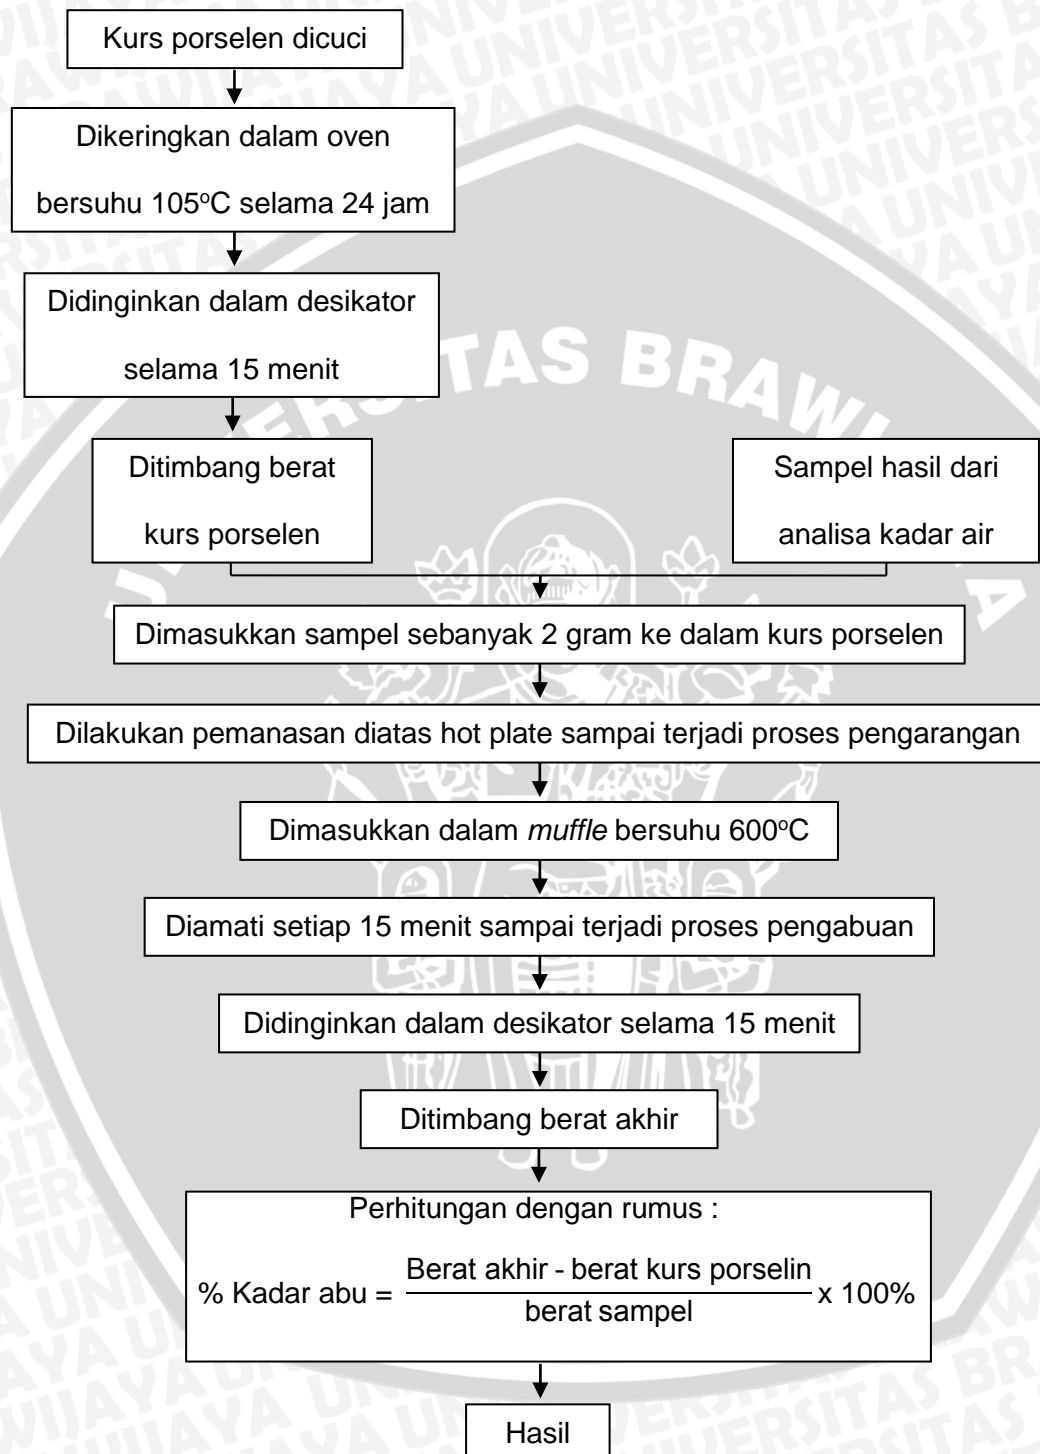 Kurs porselen dicuci
Dikeringkan dalam oven
bersuhu 105°C selama 24 jam
Didinginkan dalam desikator
selama 15 menit
Ditimbang berat
kurs porselen
Sampel hasil dari
analisa kadar air
Dimasukkan sampel sebanyak 2 gram ke dalam kurs porselen
Dilakukan pemanasan diatas hot plate sampai terjadi proses pengarangan
Dimasukkan dalam muffle bersuhu 600°C
Diamati setiap 15 menit sampai terjadi proses pengabuan
Didinginkan dalam desikator selama 15 menit
Ditimbang berat akhir
Perhitungan dengan rumus :
% Kadar abu = Berat akhir - berat kurs porselin / berat sampel x 100%
Hasil